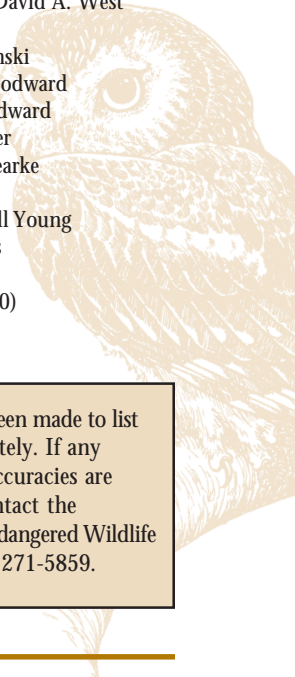 David A. West
nski
odward
dward
er
earke
ll Young
s
0)
een made to list
tely. If any
ccuracies are
ntact the
dangered Wildlife
271-5859.